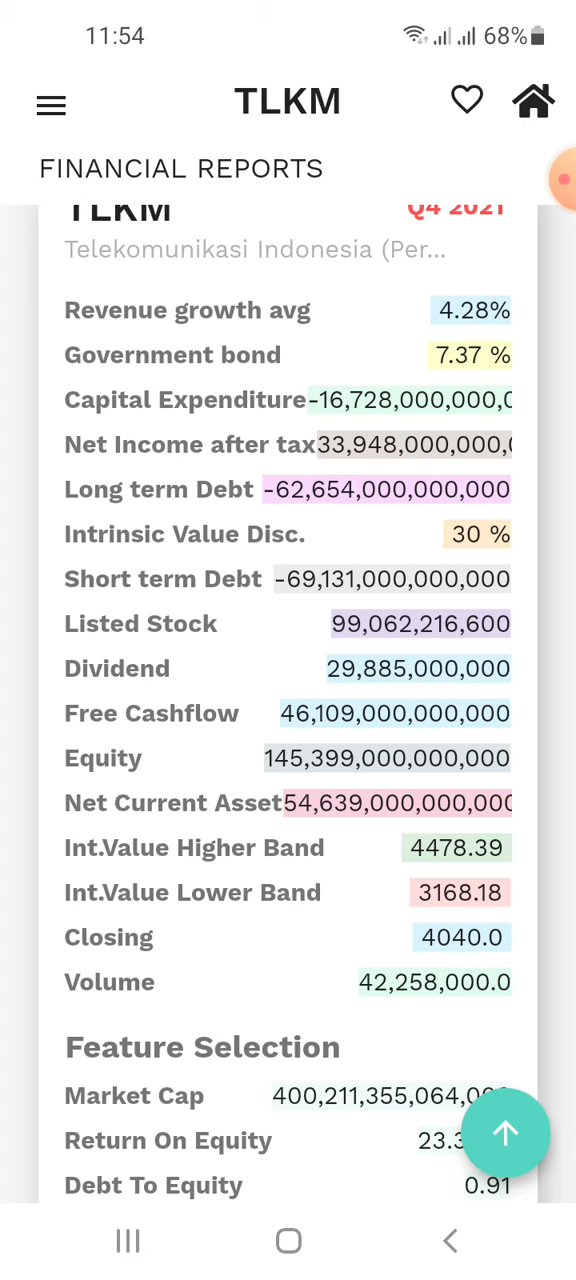 11:54 68%
TLKM
FINANCIAL REPORTS
TLKM Q4 2021
Telekomunikasi Indonesia (Per...
Revenue growth avg 4.28%
Government bond 7.37 %
Capital Expenditure -16,728,000,000,0
Net Income after tax 33,948,000,000,0
Long term Debt -62,654,000,000,000
Intrinsic Value Disc. 30 %
Short term Debt -69,131,000,000,000
Listed Stock 99,062,216,600
Dividend 29,885,000,000
Free Cashflow 46,109,000,000,000
Equity 145,399,000,000,000
Net Current Asset 54,639,000,000,000
Int.Value Higher Band 4478.39
Int.Value Lower Band 3168.18
Closing 4040.0
Volume 42,258,000.0
Feature Selection
Market Cap 400,211,355,064,0
Return On Equity 23.3
Debt To Equity 0.91